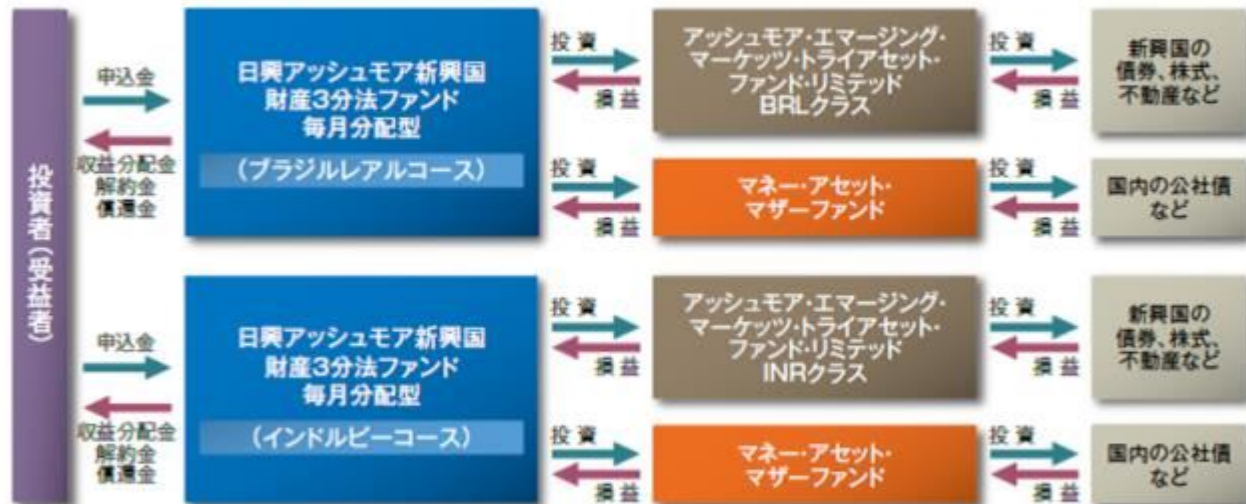 投資者(受益者)
申込金
収益分配金
解約金
償還金
日興アッシュモア新興国
財産3分法ファンド
毎月分配型
(ブラジルレアルコース)
投資
損益
アッシュモア・エマージング・
マーケッツ・トライアセット・
ファンド・リミテッド
BRLクラス
投資
損益
新興国の
債券、株式、
不動産など
投資
損益
マネー・アセット・
マザーファンド
投資
損益
国内の公社債
など
申込金
収益分配金
解約金
償還金
日興アッシュモア新興国
財産3分法ファンド
毎月分配型
(インドルピーコース)
投資
損益
アッシュモア・エマージング・
マーケッツ・トライアセット・
ファンド・リミテッド
INRクラス
投資
損益
新興国の
債券、株式、
不動産など
投資
損益
マネー・アセット・
マザーファンド
投資
損益
国内の公社債
など